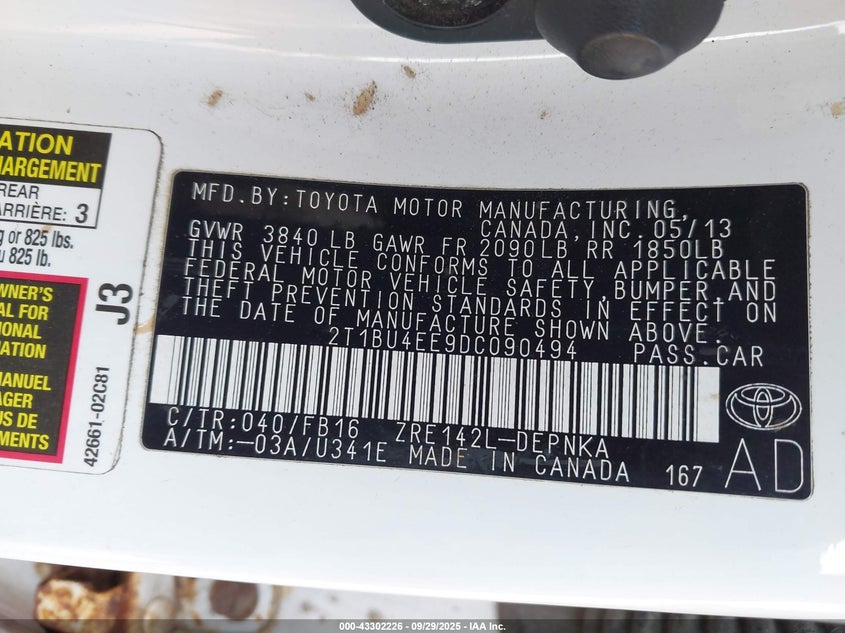 ATION
HARGEMENT
REAR
ARRIÈRE: 3
g or 825 lbs.
u 825 lb.
WNER'S
AL FOR
IONAL
MATION
MANUEL
AGER
US DE
EMENTS
42661-02C81
J3
MFD. BY: TOYOTA MOTOR MANUFACTURING,
CANADA, INC. 05/13
GVWR 3840 LB GAWR FR 2090LB RR 1850LB
THIS VEHICLE CONFORMS TO ALL APPLICABLE
FEDERAL MOTOR VEHICLE SAFETY, BUMPER, AND
THEFT PREVENTION STANDARDS IN EFFECT ON
THE DATE OF MANUFACTURE SHOWN ABOVE.
2T1BU4EE9DC090494 PASS. CAR
C/TR: 040/FB16 ZRE142L-DEPNKA
A/TM: -03A/U341E MADE IN CANADA 167
AD
000-43302226 - 09/29/2025 - IAA Inc.